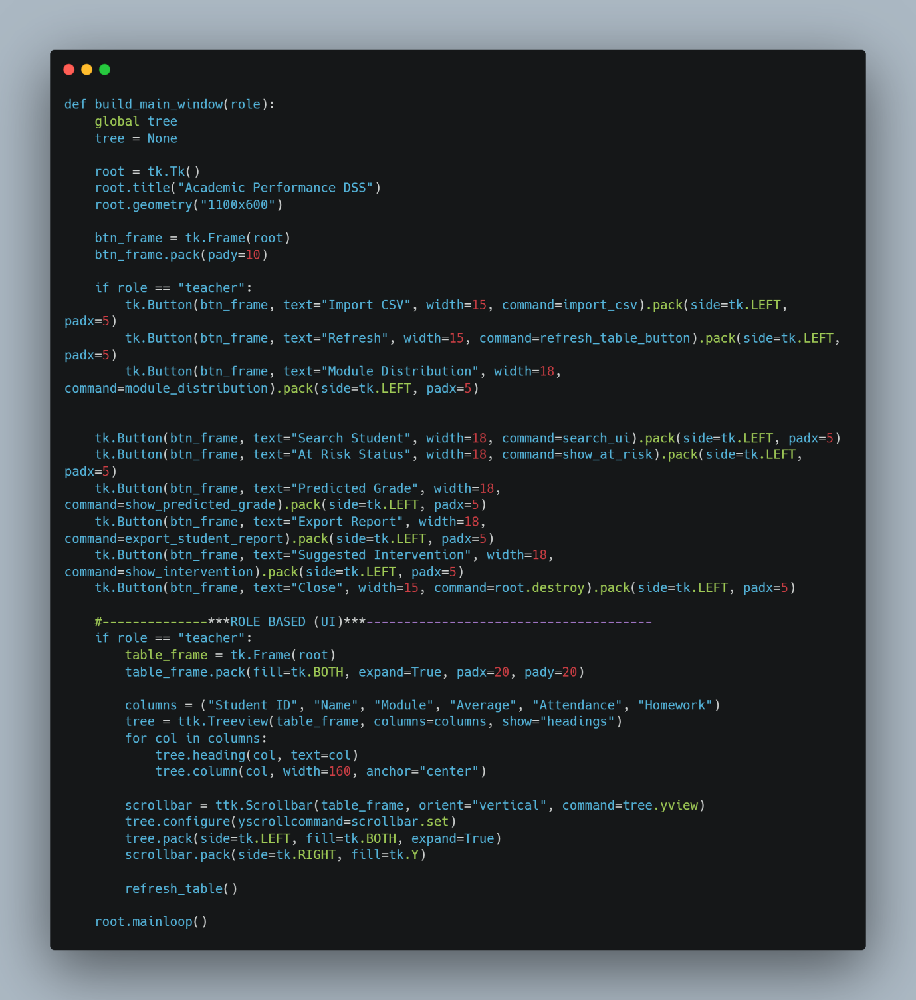 def build_main_window(role):
    global tree
    tree = None

    root = tk.Tk()
    root.title("Academic Performance DSS")
    root.geometry("1100x600")

    btn_frame = tk.Frame(root)
    btn_frame.pack(pady=10)

    if role == "teacher":
        tk.Button(btn_frame, text="Import CSV", width=15, command=import_csv).pack(side=tk.LEFT,
padx=5)
        tk.Button(btn_frame, text="Refresh", width=15, command=refresh_table_button).pack(side=tk.LEFT,
padx=5)
        tk.Button(btn_frame, text="Module Distribution", width=18,
command=module_distribution).pack(side=tk.LEFT, padx=5)


    tk.Button(btn_frame, text="Search Student", width=18, command=search_ui).pack(side=tk.LEFT, padx=5)
    tk.Button(btn_frame, text="At Risk Status", width=18, command=show_at_risk).pack(side=tk.LEFT,
padx=5)
    tk.Button(btn_frame, text="Predicted Grade", width=18,
command=show_predicted_grade).pack(side=tk.LEFT, padx=5)
    tk.Button(btn_frame, text="Export Report", width=18,
command=export_student_report).pack(side=tk.LEFT, padx=5)
    tk.Button(btn_frame, text="Suggested Intervention", width=18,
command=show_intervention).pack(side=tk.LEFT, padx=5)
    tk.Button(btn_frame, text="Close", width=15, command=root.destroy).pack(side=tk.LEFT, padx=5)

    #--------------***ROLE BASED (UI)***--------------------------------------
    if role == "teacher":
        table_frame = tk.Frame(root)
        table_frame.pack(fill=tk.BOTH, expand=True, padx=20, pady=20)

        columns = ("Student ID", "Name", "Module", "Average", "Attendance", "Homework")
        tree = ttk.Treeview(table_frame, columns=columns, show="headings")
        for col in columns:
            tree.heading(col, text=col)
            tree.column(col, width=160, anchor="center")

        scrollbar = ttk.Scrollbar(table_frame, orient="vertical", command=tree.yview)
        tree.configure(yscrollcommand=scrollbar.set)
        tree.pack(side=tk.LEFT, fill=tk.BOTH, expand=True)
        scrollbar.pack(side=tk.RIGHT, fill=tk.Y)

        refresh_table()

    root.mainloop()